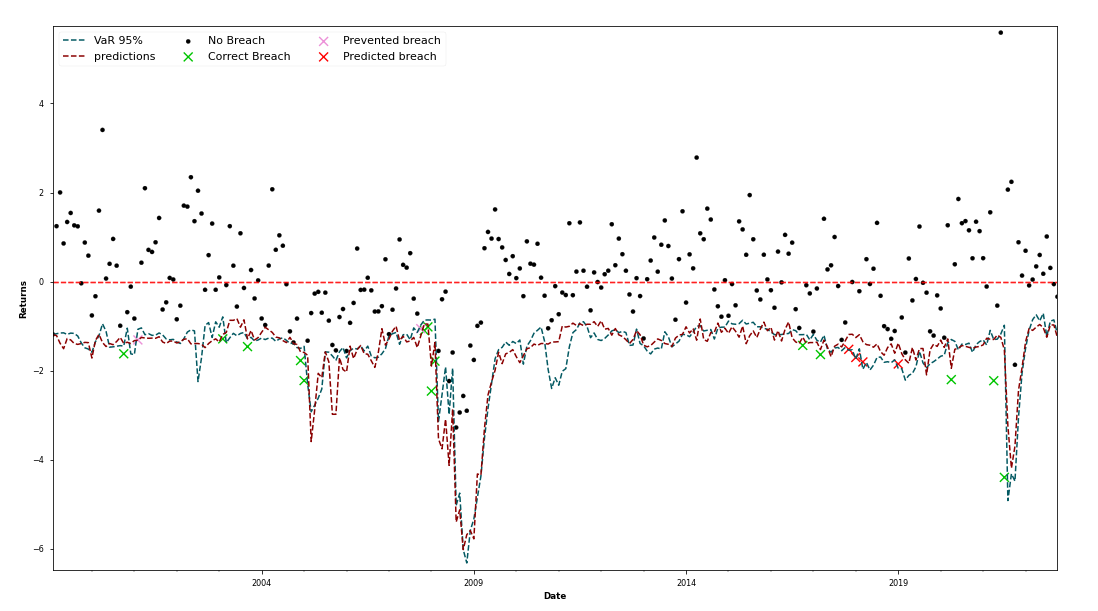 VaR 95%
predictions
No Breach
Correct Breach
Prevented breach
Predicted breach
Returns
4
2
0
−2
−4
−6
2004
2009
2014
2019
Date